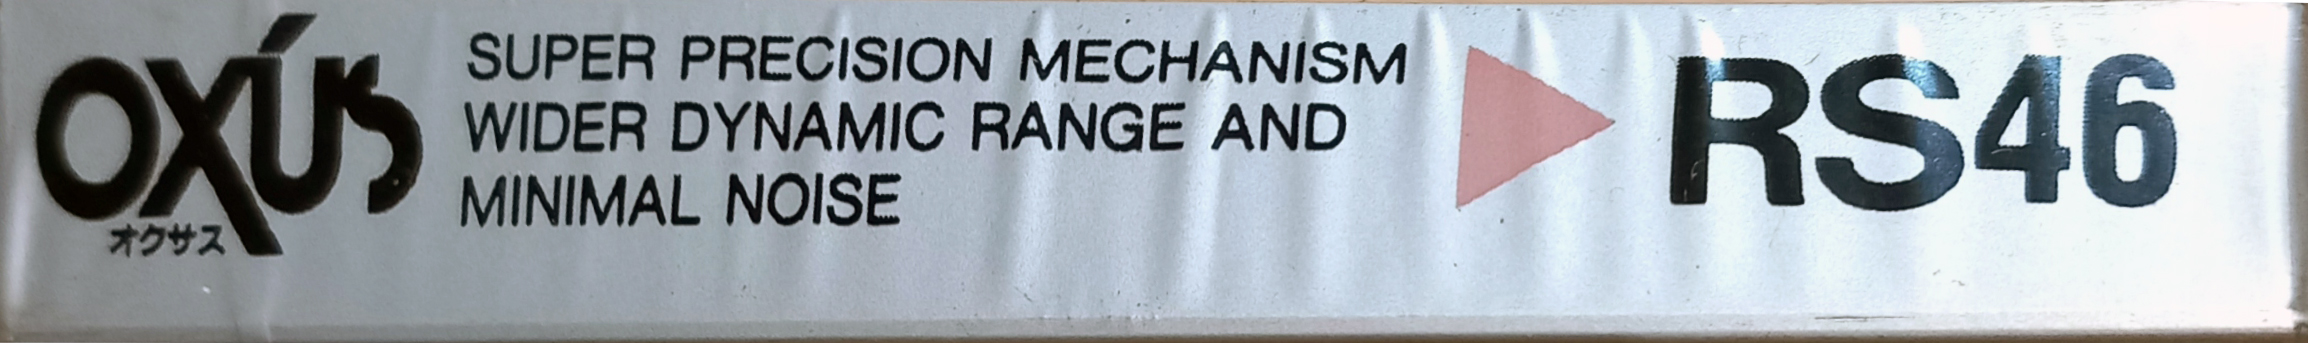 OXÚS
オクサス
SUPER PRECISION MECHANISM
WIDER DYNAMIC RANGE AND
MINIMAL NOISE
RS46